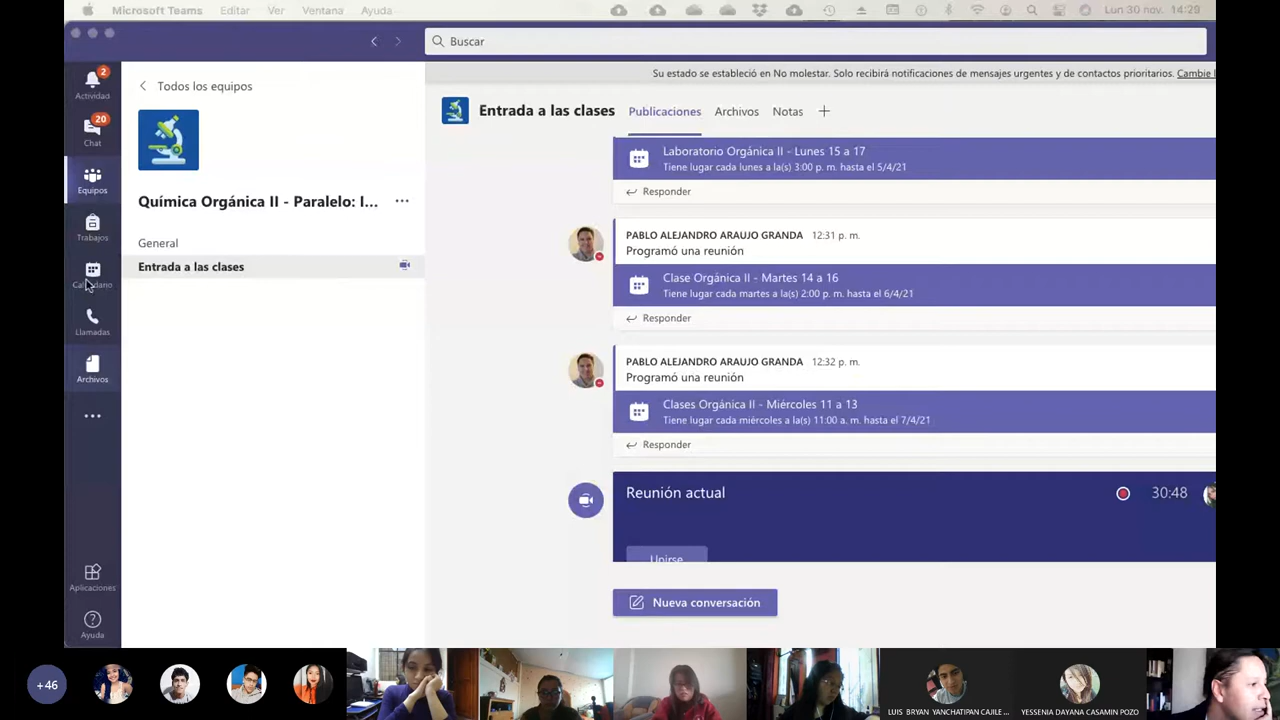 Microsoft Teams Editar Ver Ventana Ayuda Lun 30 nov. 14:29
Buscar
Su estado se estableció en No molestar. Solo recibirá notificaciones de mensajes urgentes y de contactos prioritarios. Cambie
2
Actividad
20
Chat
Equipos
Trabajos
Calendario
Llamadas
Archivos
Aplicaciones
Ayuda
Todos los equipos
Química Orgánica II - Paralelo: I...
General
Entrada a las clases
Entrada a las clases Publicaciones Archivos Notas
Laboratorio Orgánica II - Lunes 15 a 17
Tiene lugar cada lunes a la(s) 3:00 p. m. hasta el 5/4/21
Responder
PABLO ALEJANDRO ARAUJO GRANDA 12:31 p. m.
Programó una reunión
Clase Orgánica II - Martes 14 a 16
Tiene lugar cada martes a la(s) 2:00 p. m. hasta el 6/4/21
Responder
PABLO ALEJANDRO ARAUJO GRANDA 12:32 p. m.
Programó una reunión
Clases Orgánica II - Miércoles 11 a 13
Tiene lugar cada miércoles a la(s) 11:00 a. m. hasta el 7/4/21
Responder
Reunión actual 30:48
Unirse
Nueva conversación
+46
LUIS BRYAN YANCHATIPAN CAJILE...
YESSENIA DAYANA CASAMIN POZO